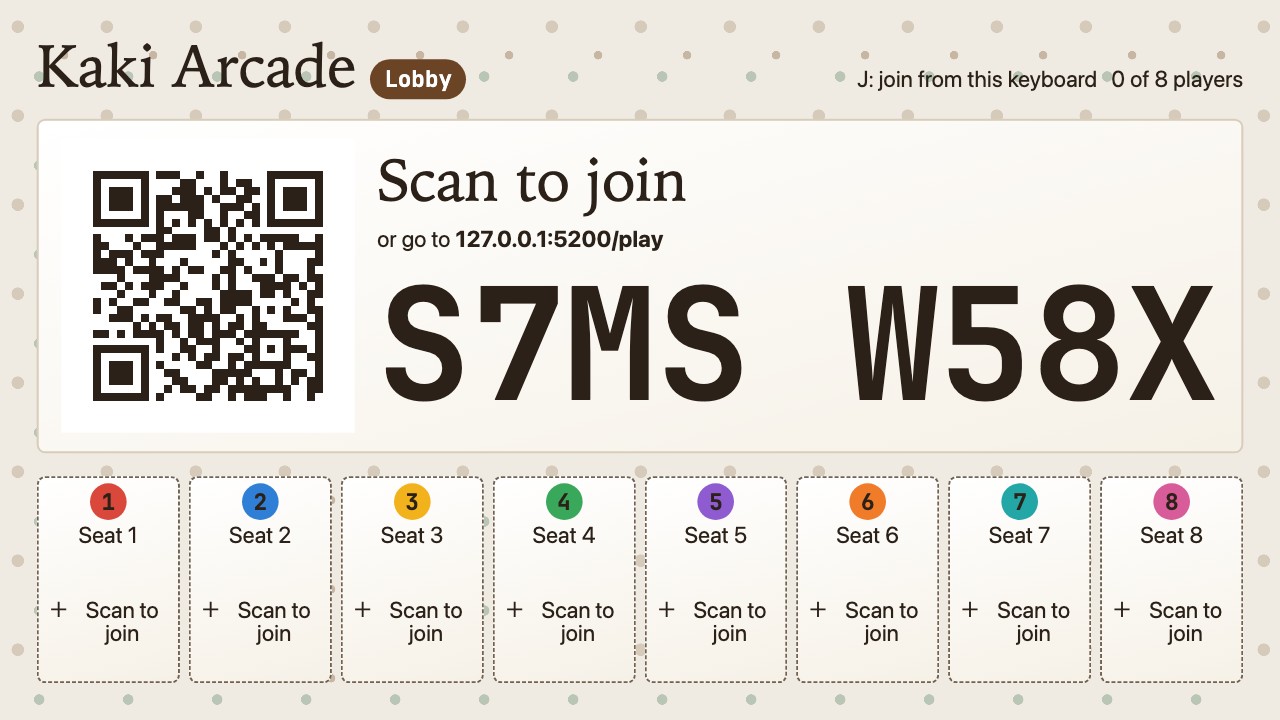 Kaki Arcade Lobby
J: join from this keyboard 0 of 8 players
Scan to join
or go to 127.0.0.1:5200/play
S7MS W58X
1 2 3 4 5 6 7 8
Seat 1 Seat 2 Seat 3 Seat 4 Seat 5 Seat 6 Seat 7 Seat 8
+ Scan to + Scan to + Scan to + Scan to + Scan to + Scan to + Scan to + Scan to
join join join join join join join join